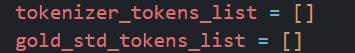 tokenizer_tokens_list = []
gold_std_tokens_list = []